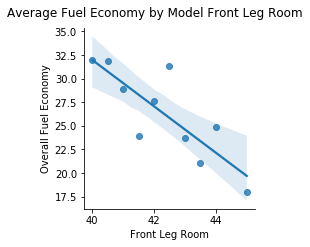 Average Fuel Economy by Model Front Leg Room
35.0
32.5
30.0
27.5
25.0
22.5
20.0
17.5
Overall Fuel Economy
40 42 44
Front Leg Room